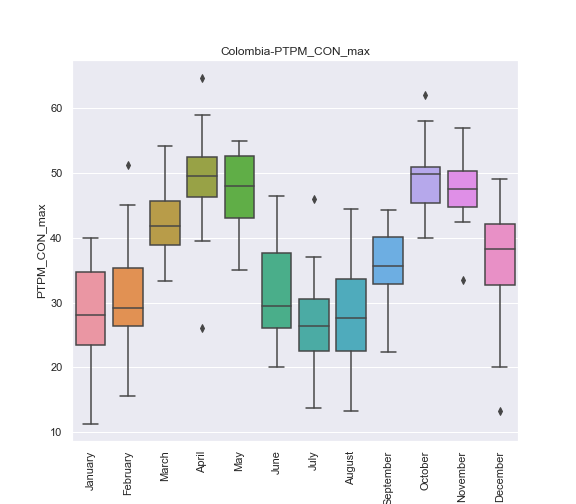 Colombia-PTPM_CON_max
PTPM_CON_max
60
50
40
30
20
10
January
February
March
April
May
June
July
August
September
October
November
December